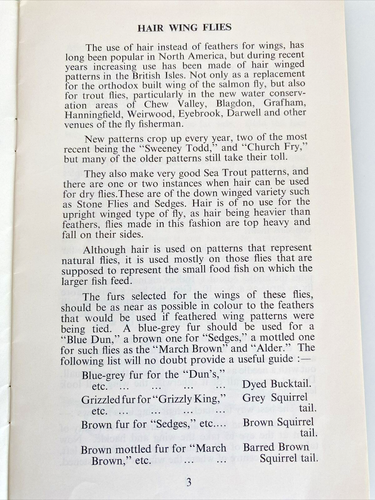 HAIR WING FLIES
The use of hair instead of feathers for wings, has
long been popular in North America, but during recent
years increasing use has been made of hair winged
patterns in the British Isles. Not only as a replacement
for the orthodox built wing of the salmon fly, but also
for trout flies, particularly in the new water conserv-
ation areas of Chew Valley, Blagdon, Grafham,
Hanningfield, Weirwood, Eyebrook, Darwell and other
venues of the fly fisherman.
New patterns crop up every year, two of the most
recent being the "Sweeney Todd," and "Church Fry,"
but many of the older patterns still take their toll.
They also make very good Sea Trout patterns, and
there are one or two instances when hair can be used
for dry flies.These are of the down winged variety such
as Stone Flies and Sedges. Hair is of no use for the
upright winged type of fly, as hair being heavier than
feathers, flies made in this fashion are top heavy and
fall on their sides.
Although hair is used on patterns that represent
natural flies, it is used mostly on those flies that are
supposed to represent the small food fish on which the
larger fish feed.
The furs selected for the wings of these flies,
should be as near as possible in colour to the feathers
that would be used if feathered wing patterns were
being tied. A blue-grey fur should be used for a
"Blue Dun," a brown one for "Sedges," a mottled one
for such flies as the "March Brown" and "Alder." The
following list will no doubt provide a useful guide :—
Blue-grey fur for the "Dun's,"
etc. ... ... ... ... Dyed Bucktail.
Grizzled fur for "Grizzly King," Grey Squirrel
etc. ... ... ... ... tail.
Brown fur for "Sedges," etc.... Brown Squirrel
tail.
Brown mottled fur for "March Barred Brown
Brown," etc. ... ... Squirrel tail.
3